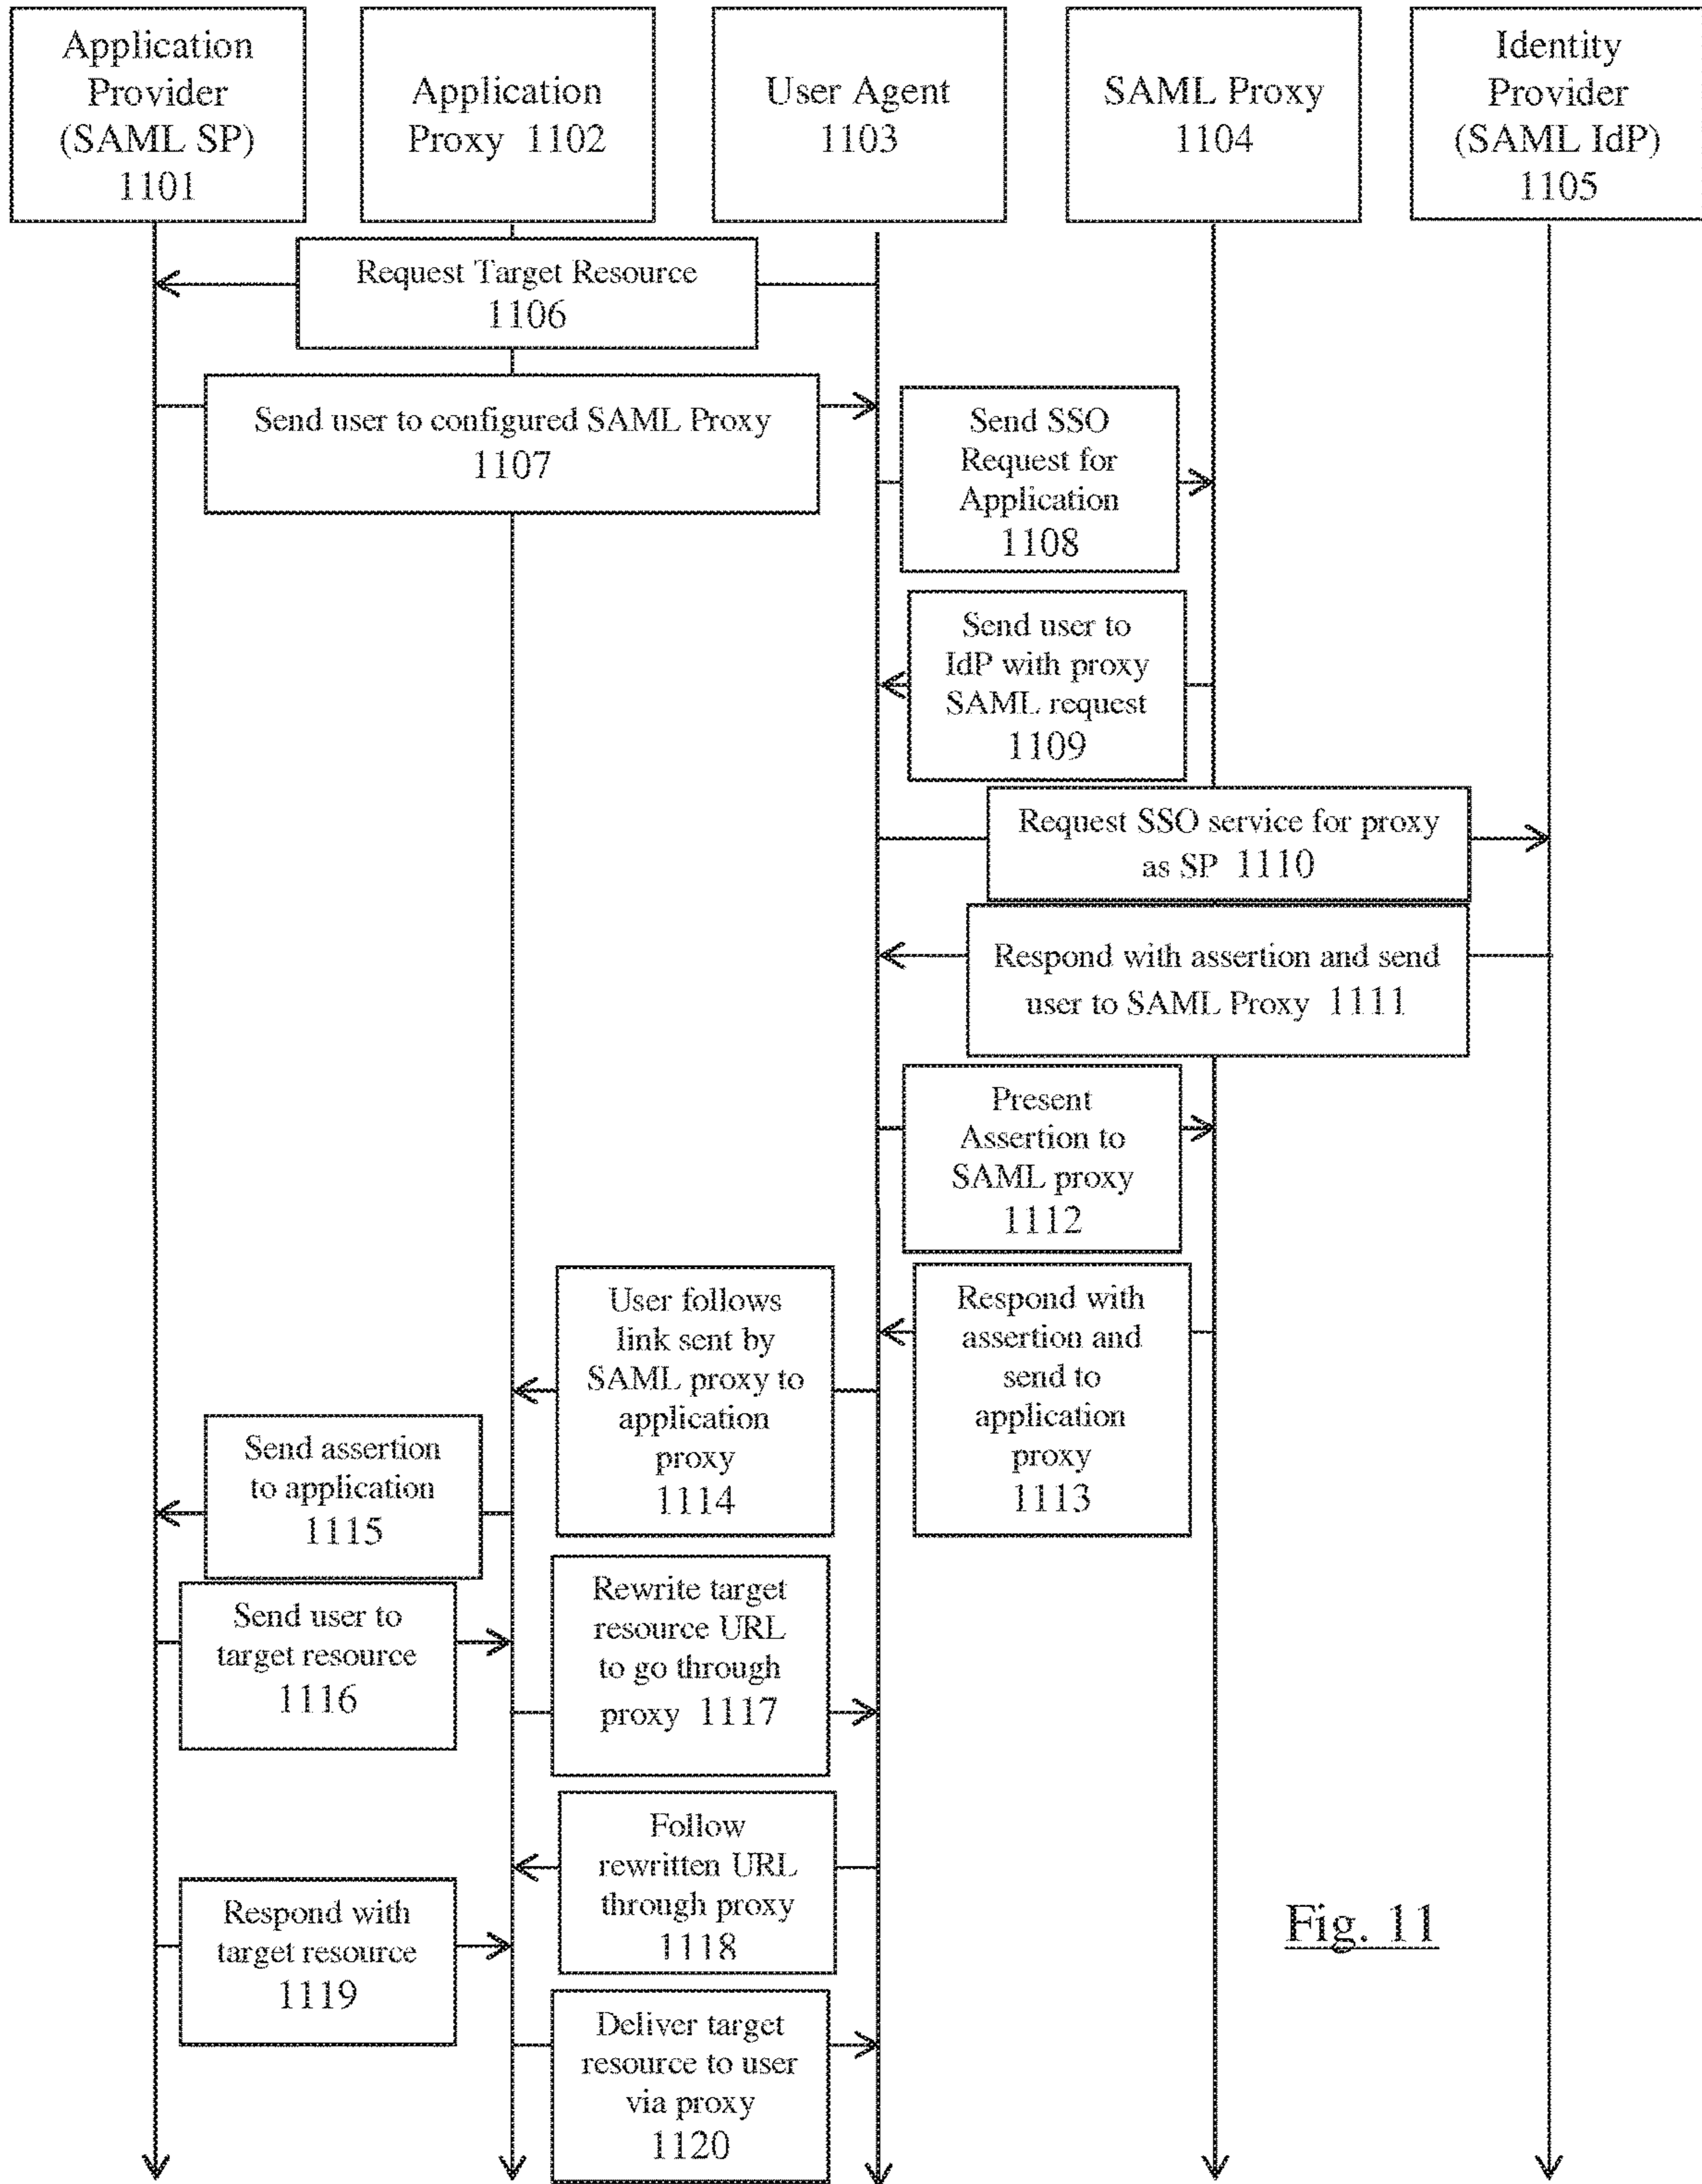 Application
Provider
(SAML SP)
1101
Application
Proxy 1102
User Agent
1103
SAML Proxy
1104
Identity
Provider
(SAML IdP)
1105
Request Target Resource
1106
Send user to configured SAML Proxy
1107
Send SSO
Request for
Application
1108
Send user to
IdP with proxy
SAML request
1109
Request SSO service for proxy
as SP 1110
Respond with assertion and send
user to SAML Proxy 1111
Present
Assertion to
SAML proxy
1112
Respond with
assertion and
send to
application
proxy
1113
User follows
link sent by
SAML proxy to
application
proxy
1114
Send assertion
to application
1115
Send user to
target resource
1116
Rewrite target
resource URL
to go through
proxy 1117
Follow
rewritten URL
through proxy
1118
Respond with
target resource
1119
Deliver target
resource to user
via proxy
1120
Fig. 11